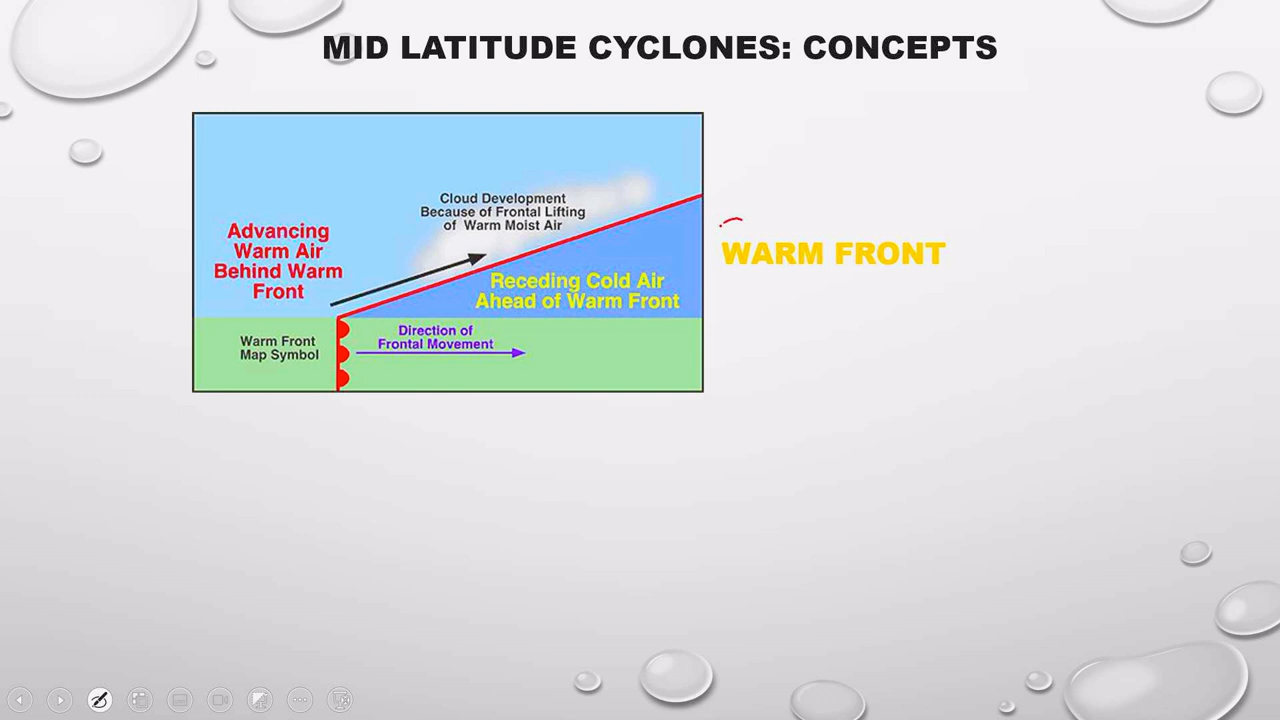 MID LATITUDE CYCLONES: CONCEPTS
Cloud Development
Because of Frontal Lifting
of Warm Moist Air
Advancing
Warm Air
Behind Warm
Front
Receding Cold Air
Ahead of Warm Front
WARM FRONT
Warm Front
Map Symbol
Direction of
Frontal Movement